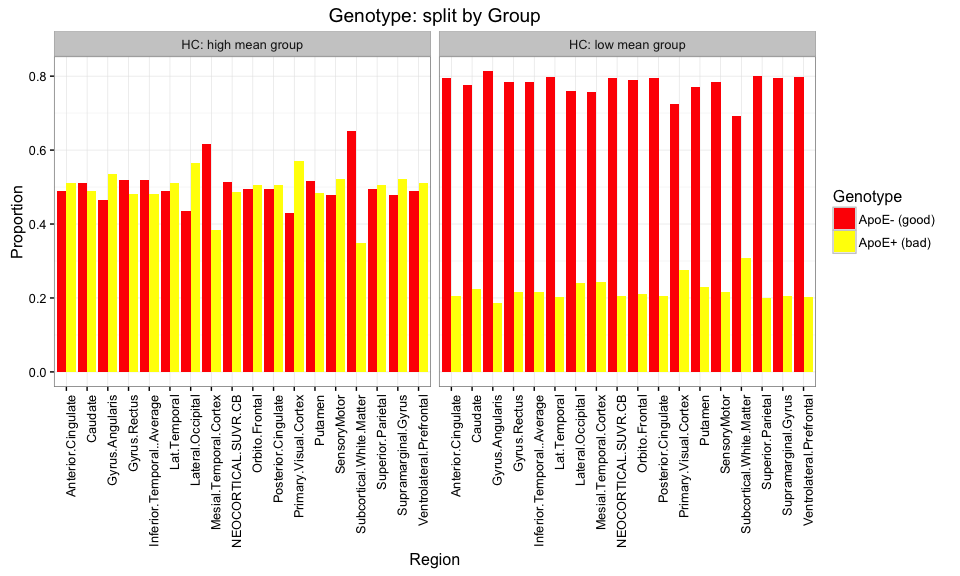 Genotype: split by Group
HC: high mean group
HC: low mean group
Proportion
0.8
0.6
0.4
0.2
0.0
Anterior.Cingulate
Caudate
Gyrus.Angularis
Gyrus.Rectus
Inferior.Temporal..Average
Lat.Temporal
Lateral.Occipital
Mesial.Temporal.Cortex
NEOCORTICAL.SUVR.CB
Orbito.Frontal
Posterior.Cingulate
Primary.Visual.Cortex
Putamen
SensoryMotor
Subcortical.White.Matter
Superior.Parietal
Supramarginal.Gyrus
Ventrolateral.Prefrontal
Anterior.Cingulate
Caudate
Gyrus.Angularis
Gyrus.Rectus
Inferior.Temporal..Average
Lat.Temporal
Lateral.Occipital
Mesial.Temporal.Cortex
NEOCORTICAL.SUVR.CB
Orbito.Frontal
Posterior.Cingulate
Primary.Visual.Cortex
Putamen
SensoryMotor
Subcortical.White.Matter
Superior.Parietal
Supramarginal.Gyrus
Ventrolateral.Prefrontal
Region
Genotype
ApoE- (good)
ApoE+ (bad)